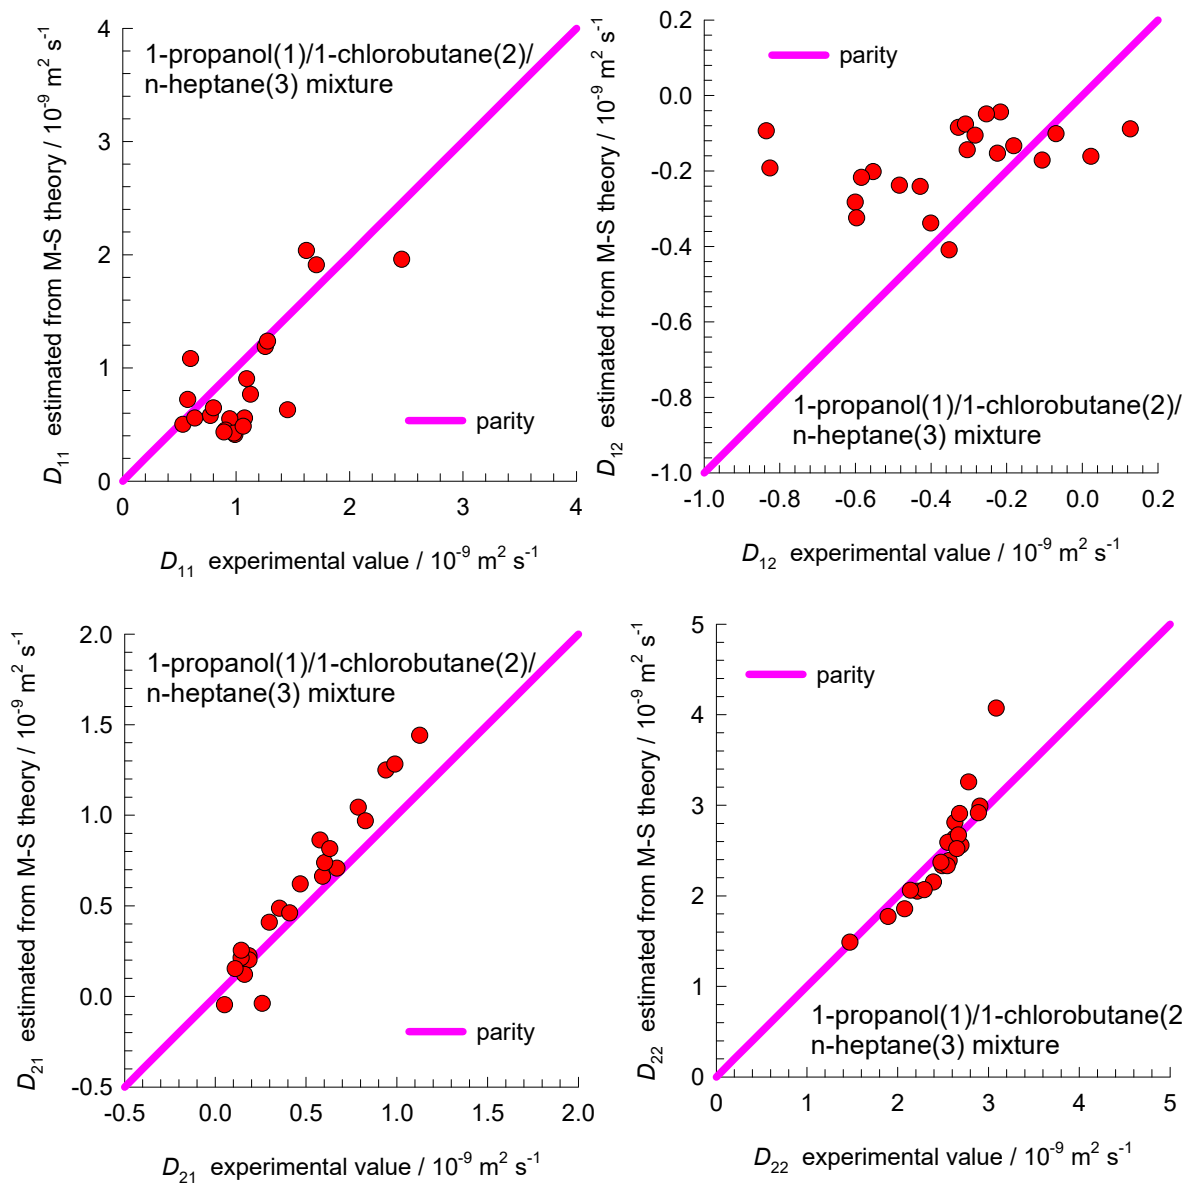 4
3
2
1
0
0
1
2
3
4
1-propanol(1)/1-chlorobutane(2)/
n-heptane(3) mixture
parity
D11 estimated from M-S theory / 10-9 m2 s-1
D11 experimental value / 10-9 m2 s-1
0.2
0.0
-0.2
-0.4
-0.6
-0.8
-1.0
-1.0
-0.8
-0.6
-0.4
-0.2
0.0
0.2
parity
1-propanol(1)/1-chlorobutane(2)/
n-heptane(3) mixture
D12 estimated from M-S theory / 10-9 m2 s-1
D12 experimental value / 10-9 m2 s-1
2.0
1.5
1.0
0.5
0.0
-0.5
-0.5
0.0
0.5
1.0
1.5
2.0
1-propanol(1)/1-chlorobutane(2)/
n-heptane(3) mixture
parity
D21 estimated from M-S theory / 10-9 m2 s-1
D21 experimental value / 10-9 m2 s-1
5
4
3
2
1
0
0
1
2
3
4
5
parity
1-propanol(1)/1-chlorobutane(2
n-heptane(3) mixture
D22 estimated from M-S theory / 10-9 m2 s-1
D22 experimental value / 10-9 m2 s-1